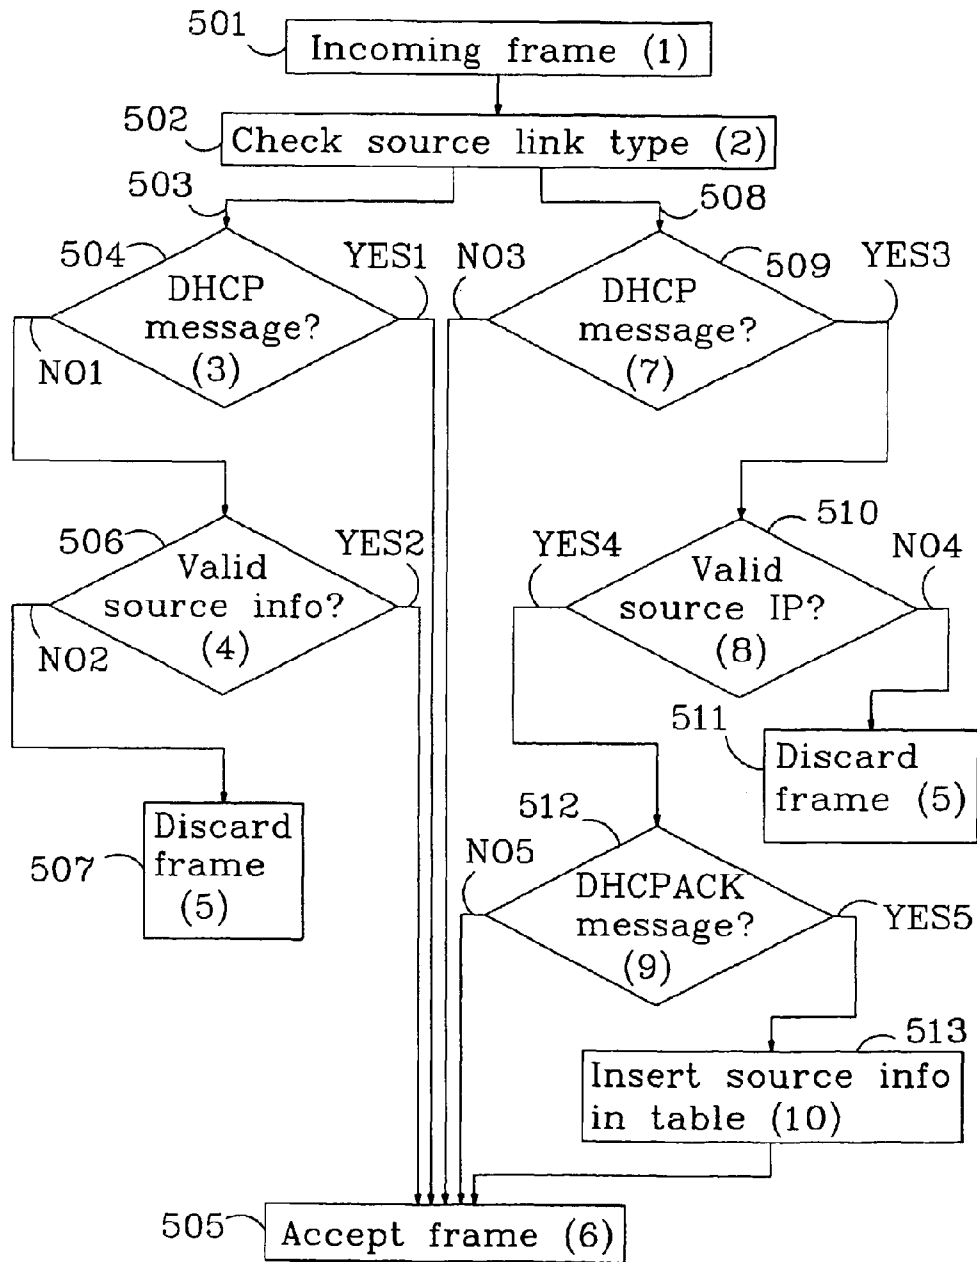 501
Incoming frame (1)
502
Check source link type (2)
503
508
504
YES1
NO3
509
YES3
DHCP
message?
(3)
DHCP
message?
(7)
NO1
506
YES2
YES4
510
NO4
Valid
source info?
(4)
Valid
source IP?
(8)
NO2
511
Discard
frame (5)
507
Discard
frame
(5)
512
NO5
DHCPACK
message?
(9)
YES5
513
Insert source info
in table (10)
505
Accept frame (6)